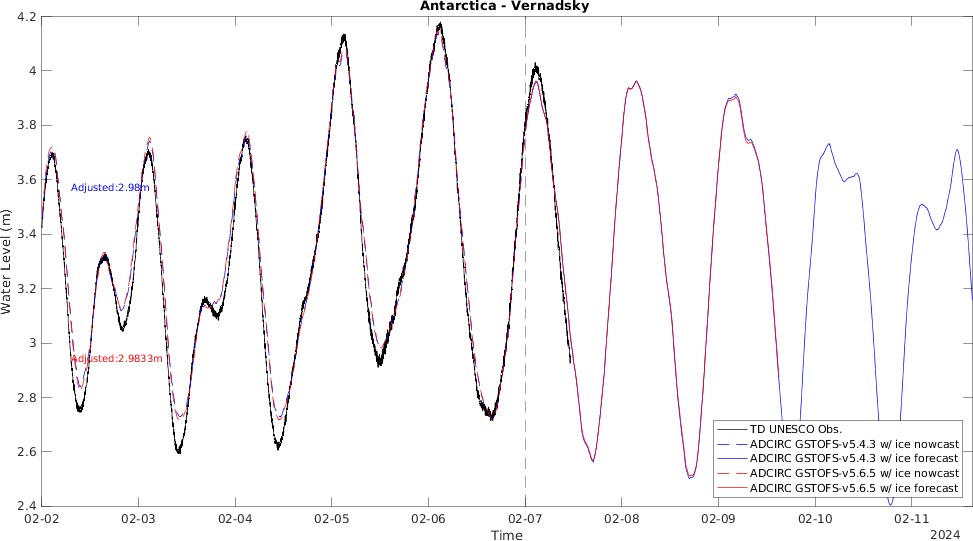 Antarctica - Vernadsky
4.2
4
3.8
3.6
3.4
3.2
3
2.8
2.6
2.4
Water Level (m)
Adjusted:2.98m
Adjusted:2.9833m
TD UNESCO Obs.
ADCIRC GSTOFS-v5.4.3 w/ ice nowcast
ADCIRC GSTOFS-v5.4.3 w/ ice forecast
ADCIRC GSTOFS-v5.6.5 w/ ice nowcast
ADCIRC GSTOFS-v5.6.5 w/ ice forecast
02-02 02-03 02-04 02-05 02-06 02-07 02-08 02-09 02-10 02-11
Time
2024